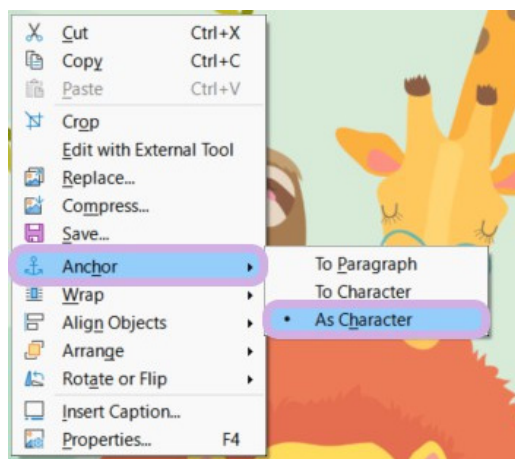 Cut Ctrl+X
Copy Ctrl+C
Paste Ctrl+V
Crop
Edit with External Tool
Replace...
Compress...
Save...
Anchor
Wrap
Align Objects
Arrange
Rotate or Flip
Insert Caption...
Properties... F4
To Paragraph
To Character
As Character